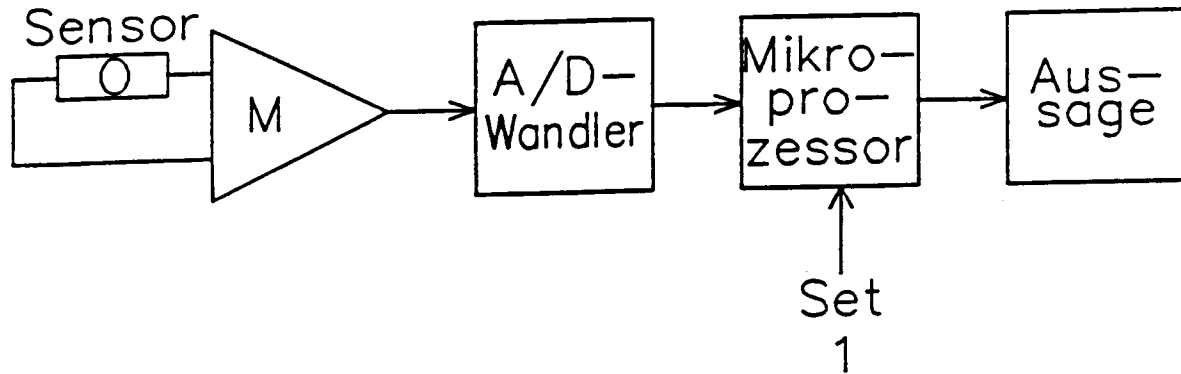 Sensor
M
A/D-
Wandler
Mikro-
pro-
zessor
Aus-
sage
Set
1